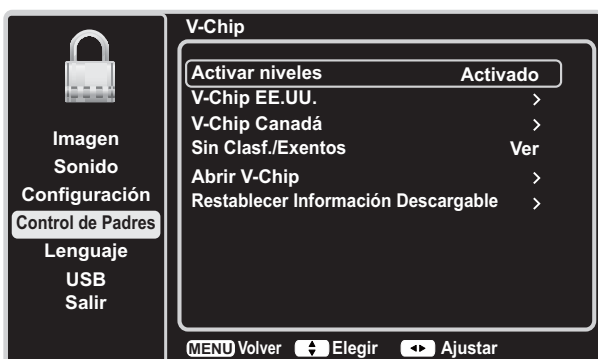 V-Chip
Activar niveles Activado
V-Chip EE.UU. >
V-Chip Canadá >
Sin Clasf./Exentos Ver
Abrir V-Chip >
Restablecer Información Descargable >
Imagen
Sonido
Configuración
Control de Padres
Lenguaje
USB
Salir
MENU Volver Elegir Ajustar